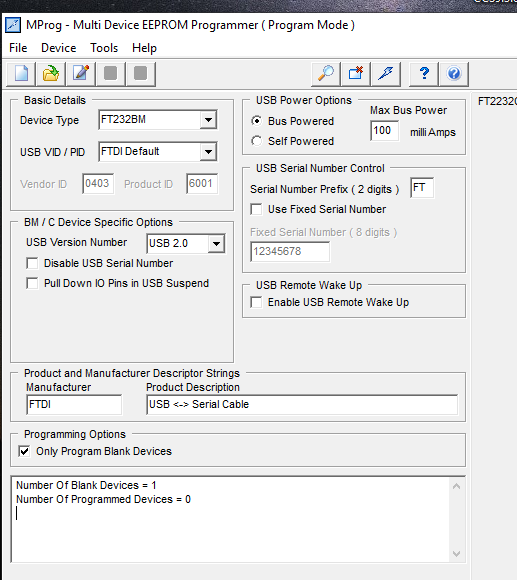 MProg - Multi Device EEPROM Programmer ( Program Mode )
File Device Tools Help
Basic Details
Device Type FT232BM
USB VID / PID FTDI Default
Vendor ID 0403 Product ID 6001
USB Power Options
Bus Powered
Self Powered
Max Bus Power
100 milli Amps
USB Serial Number Control
Serial Number Prefix ( 2 digits ) FT
Use Fixed Serial Number
Fixed Serial Number ( 8 digits )
12345678
BM / C Device Specific Options
USB Version Number USB 2.0
Disable USB Serial Number
Pull Down IO Pins in USB Suspend
USB Remote Wake Up
Enable USB Remote Wake Up
Product and Manufacturer Descriptor Strings
Manufacturer Product Description
FTDI USB <-> Serial Cable
Programming Options
Only Program Blank Devices
Number Of Blank Devices = 1
Number Of Programmed Devices = 0